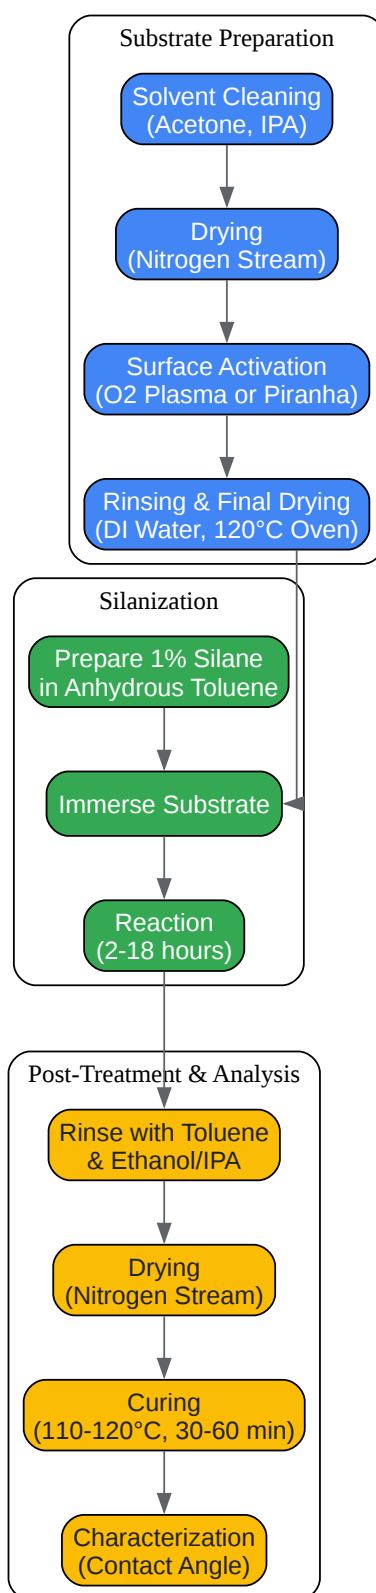 Substrate Preparation
Solvent Cleaning
(Acetone, IPA)
Drying
(Nitrogen Stream)
Surface Activation
(O2 Plasma or Piranha)
Rinsing & Final Drying
(DI Water, 120°C Oven)
Silanization
Prepare 1% Silane
in Anhydrous Toluene
Immerse Substrate
Reaction
(2-18 hours)
Post-Treatment & Analysis
Rinse with Toluene
& Ethanol/IPA
Drying
(Nitrogen Stream)
Curing
(110-120°C, 30-60 min)
Characterization
(Contact Angle)